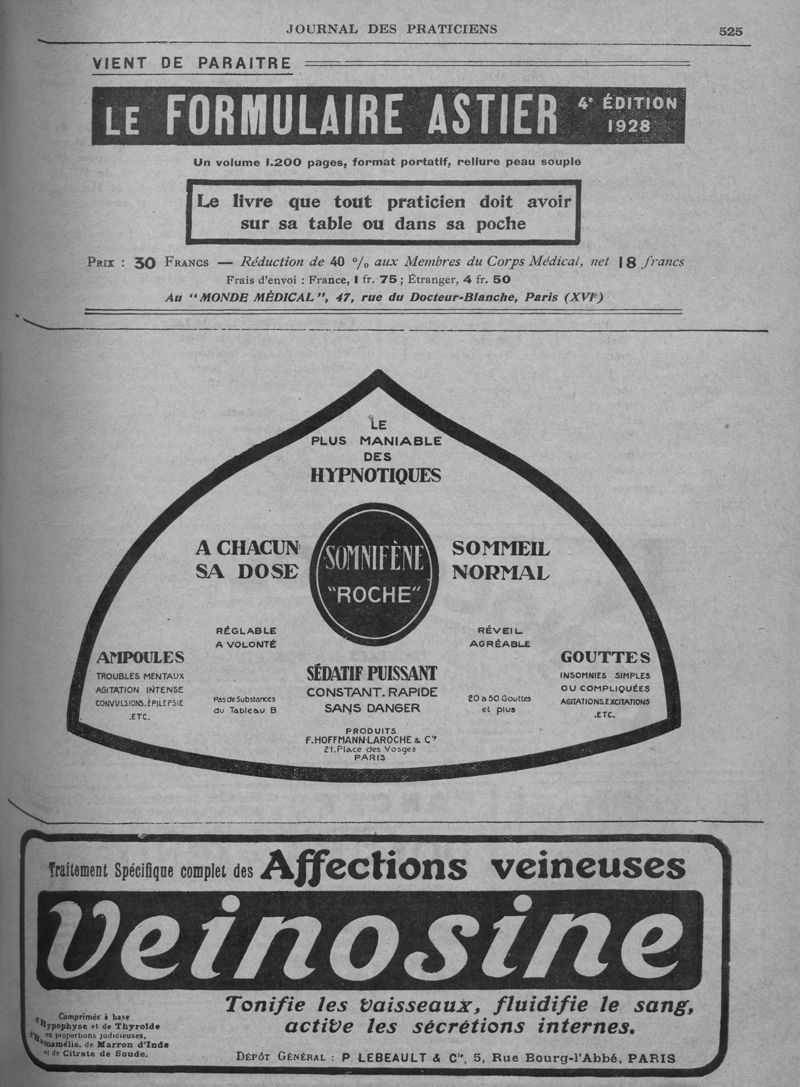 JOURNAL DES PRATICIENS
525
VIENT DE PARAITRE
LE FORMULAIRE ASTIER
4e ÉDITION
1928
Un volume 1.200 pages, format portatif, reliure peau souple
Le livre que tout praticien doit avoir
sur sa table ou dans sa poche
PRIX : 30 FRANCS — Réduction de 40 % aux Membres du Corps Médical, net 18 francs
Frais d'envoi : France, 1 fr. 75 ; Étranger, 4 fr. 50
Au "MONDE MÉDICAL", 47, rue du Docteur-Blanche, Paris (XVIe)
LE
PLUS MANIABLE
DES
HYPNOTIQUES
A CHACUN
SA DOSE
SOMNIFÈNE
"ROCHE"
SOMMEIL
NORMAL
RÉGLABLE
A VOLONTÉ
RÉVEIL
AGRÉABLE
AMPOULES
TROUBLES MENTAUX
AGITATION INTENSE
CONVULSIONS. ÉPILEPSIE
.ETC.
Pas de Substances
du Tableau B
SÉDATIF PUISSANT
CONSTANT. RAPIDE
SANS DANGER
20 à 50 Gouttes
et plus
GOUTTES
INSOMNIES SIMPLES
OU COMPLIQUÉES
AGITATIONS.EXCITATIONS
.ETC.
PRODUITS
F.HOFFMANN-LAROCHE & Cie
21.Place des Vosges
PARIS
Traitement Spécifique complet des Affections veineuses
Veinosine
Comprimés à base
d'Hypophyse et de Thyroïde
en proportions judicieuses,
d'Hamamélis, de Marron d'Inde
et de Citrate de Soude.
Tonifie les vaisseaux, fluidifie le sang,
active les sécrétions internes.
DÉPÔT GÉNÉRAL : P. LEBEAULT & Cie, 5, Rue Bourg-l'Abbé, PARIS